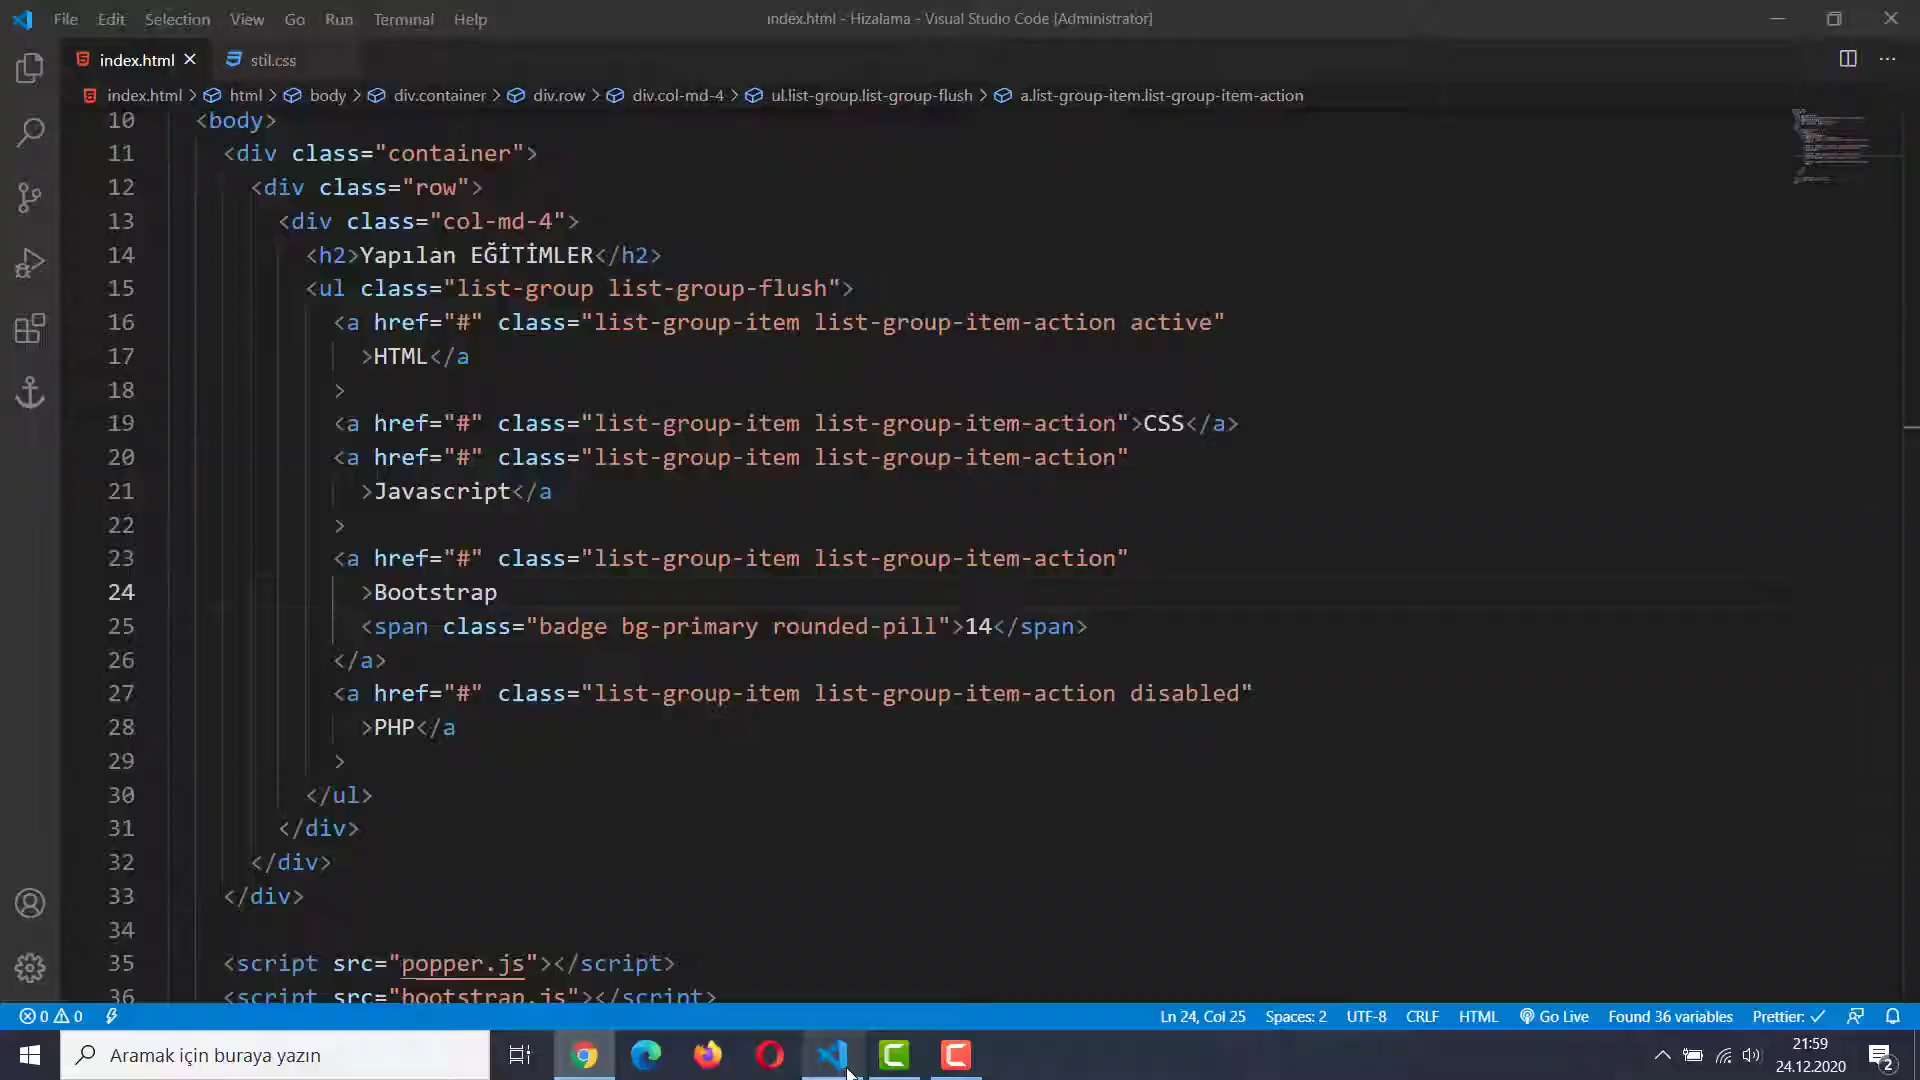 File Edit Selection View Go Run Terminal Help
index.html - Hizalama - Visual Studio Code [Administrator]
index.html
stil.css
index.html > html > body > div.container > div.row > div.col-md-4 > ul.list-group.list-group-flush > a.list-group-item.list-group-item-action
10 <body>
11 <div class="container">
12 <div class="row">
13 <div class="col-md-4">
14 <h2>Yapılan EĞİTİMLER</h2>
15 <ul class="list-group list-group-flush">
16 <a href="#" class="list-group-item list-group-item-action active"
17 >HTML</a
18 >
19 <a href="#" class="list-group-item list-group-item-action">CSS</a>
20 <a href="#" class="list-group-item list-group-item-action"
21 >Javascript</a
22 >
23 <a href="#" class="list-group-item list-group-item-action"
24 >Bootstrap
25 <span class="badge bg-primary rounded-pill">14</span>
26 </a>
27 <a href="#" class="list-group-item list-group-item-action disabled"
28 >PHP</a
29 >
30 </ul>
31 </div>
32 </div>
33 </div>
34
35 <script src="popper.js"></script>
36 <script src="bootstrap.js"></script>
0 0
Ln 24, Col 25 Spaces: 2 UTF-8 CRLF HTML Go Live Found 36 variables Prettier: ✓
Aramak için buraya yazın
21:59
24.12.2020
2